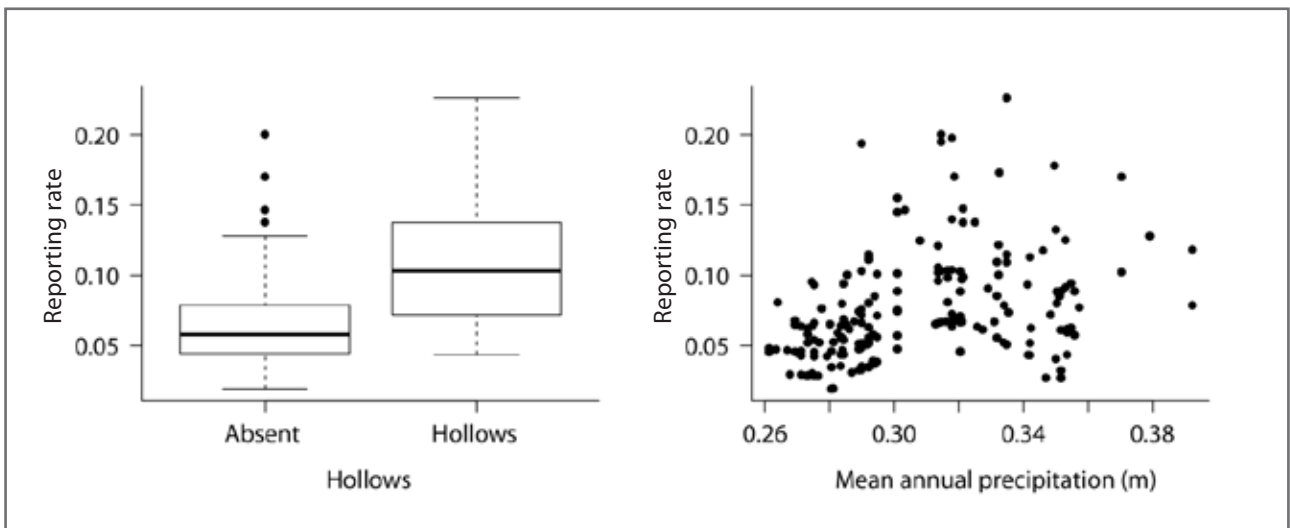 Reporting rate
0.20
0.15
0.10
0.05
Absent
Hollows
Hollows
Reporting rate
0.20
0.15
0.10
0.05
0.26
0.30
0.34
0.38
Mean annual precipitation (m)